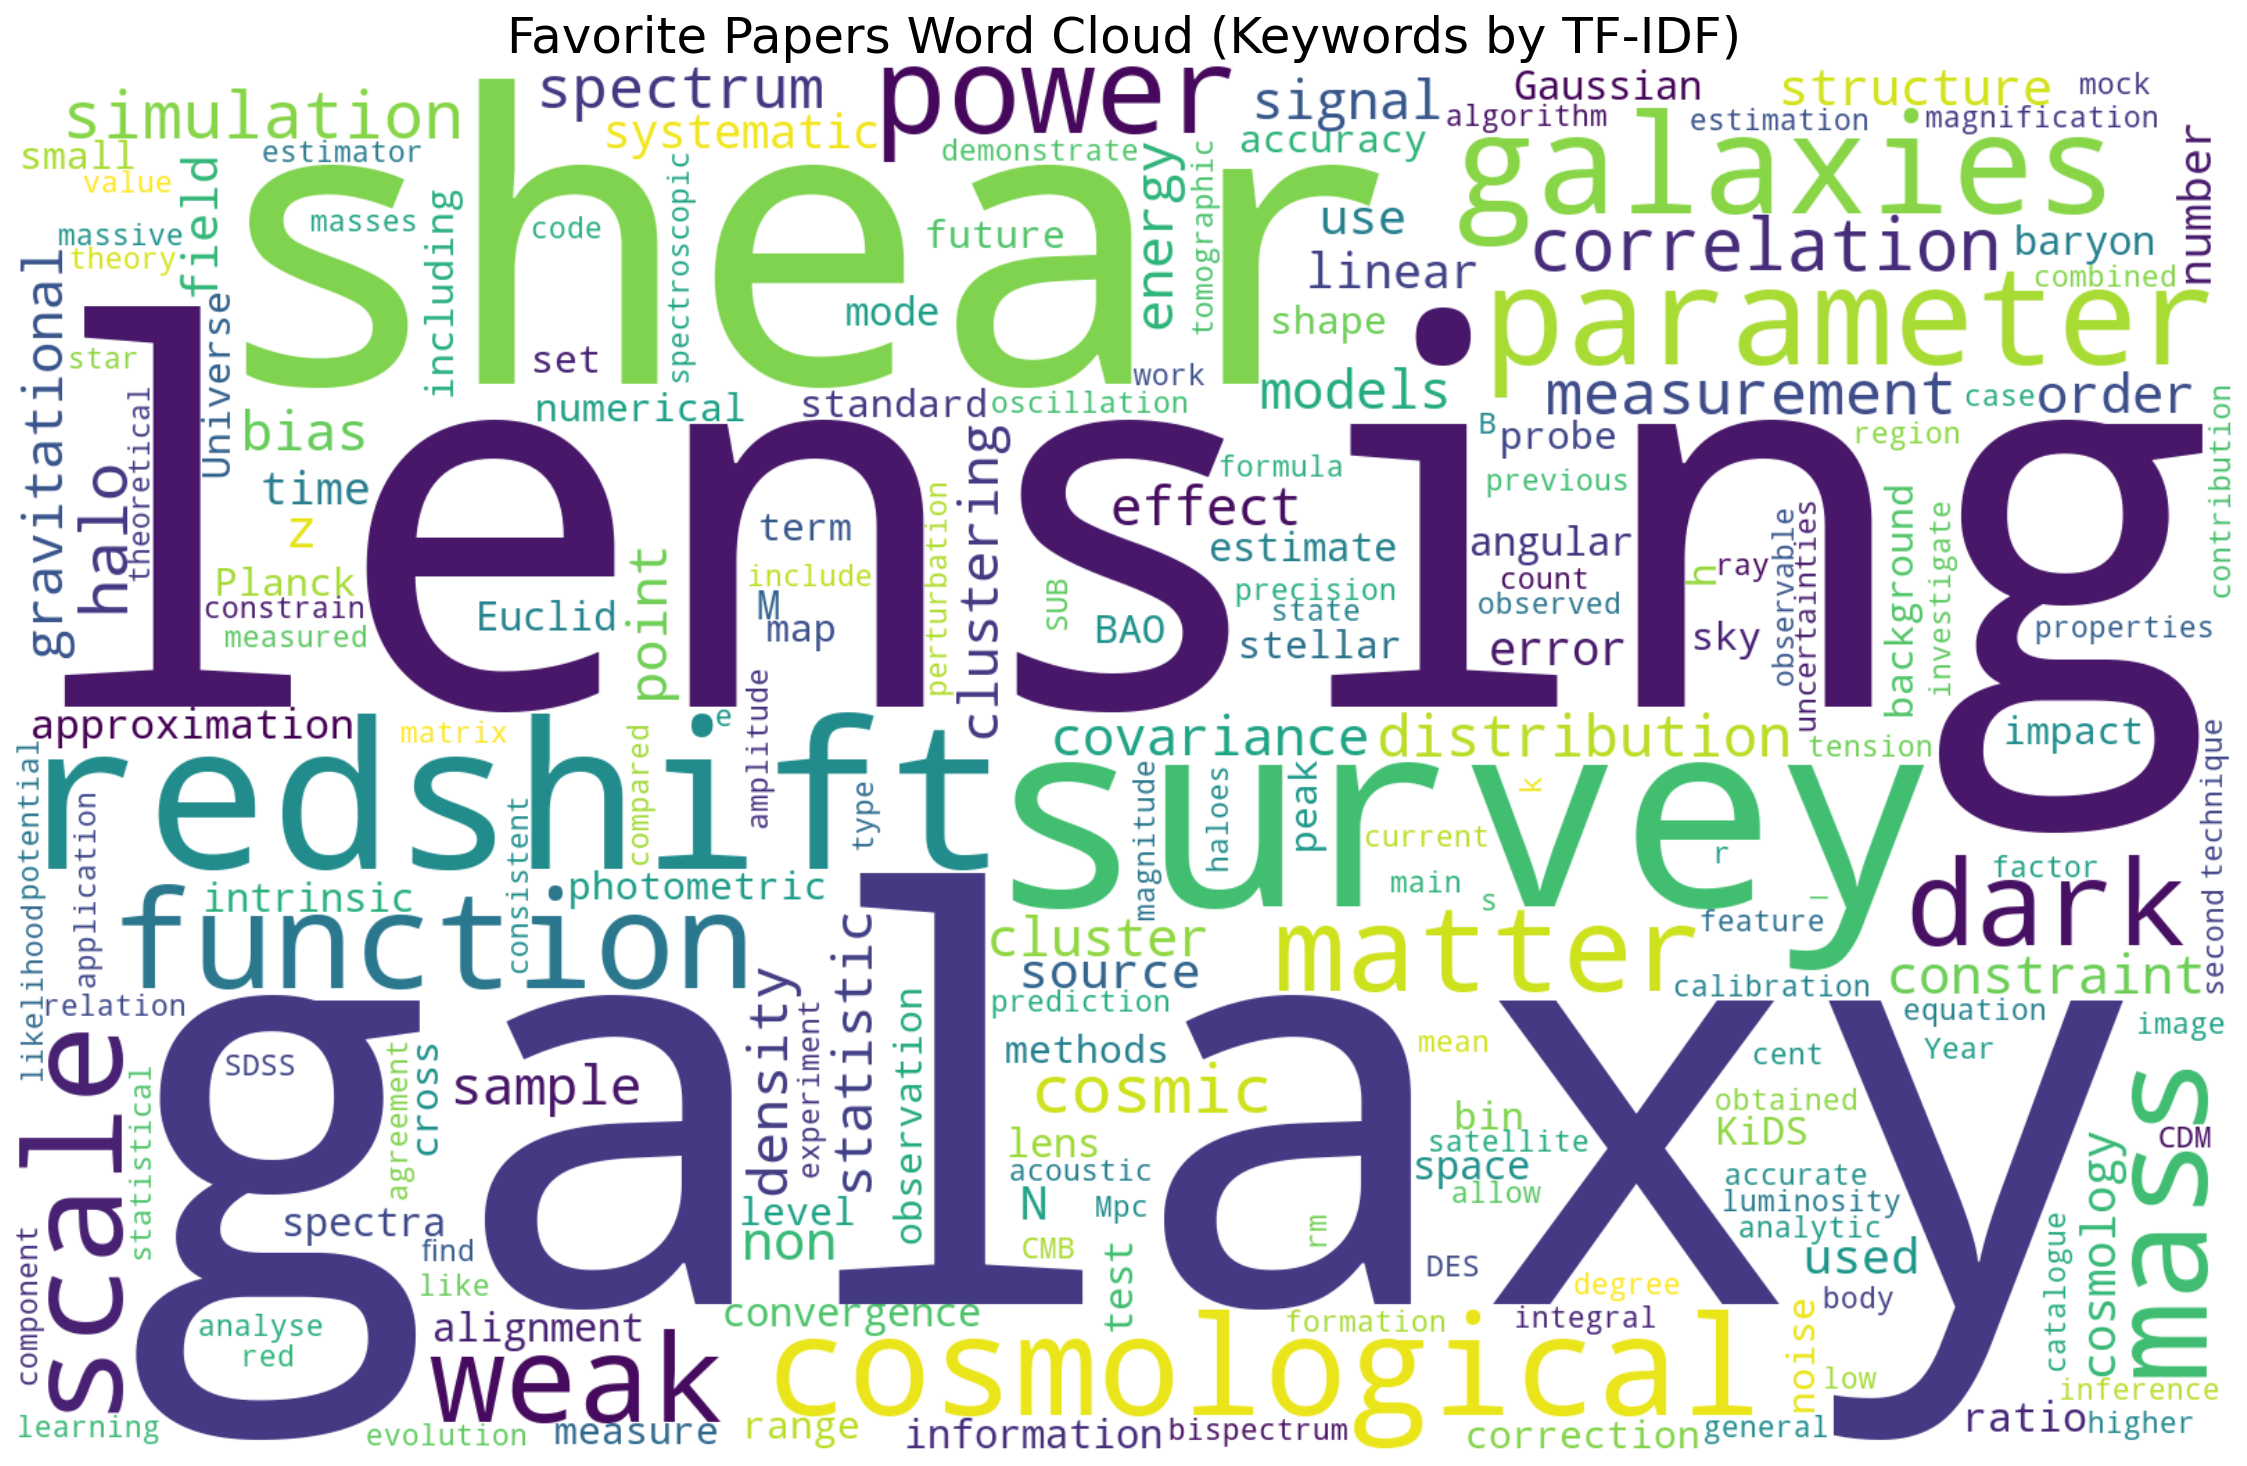 Favorite Papers Word Cloud (Keywords by TF-IDF)
simulation
spectrum
power
signal
Gaussian
structure
mock
systematic
algorithm
estimation
magnification
small
estimator
demonstrate
accuracy
value
field
shear
galaxies
number
masses
including
code
spectroscopic
future
energy
tomographic
use
correlation
baryon
massive
theory
linear
combined
gravitational
Universe
mode
shape
parameter
star
set
work
models
measurement
case
order
theoretical
numerical
standard
oscillation
contribution
bias
lensing
clustering
B
probe
region
halo
time
formula
previous
effect
z
term
estimate
angular
observable
uncertainties
background
investigate
Planck
include
perturbation
precision
count
ray
h
constrain
Euclid
point
M
map
SUB
BAO
state
observed
measured
stellar
error
sky
properties
approximation
matrix
e
amplitude
covariance
distribution
tension
impact
redshift
compared
type
survey
magnitude
haloes
peak
k
technique
likelihood
potential
application
consistent
current
r
main
s
factor
dark
intrinsic
photometric
function
statistic
cluster
matter
feature
source
constraint
second
relation
density
prediction
calibration
equation
image
scale
galaxy
experiment
observation
methods
mean
cent
Year
SDSS
agreement
cross
sample
cosmic
bin
obtained
KiDS
CDM
statistical
lens
satellite
space
accurate
acoustic
allow
luminosity
mass
cosmology
spectra
level
N
Mpc
analytic
component
find
non
CMB
rm
test
DES
used
catalogue
like
degree
body
convergence
formation
integral
analyse
alignment
red
weak
cosmological
noise
low
inference
learning
evolution
measure
range
information
bispectrum
correction
general
ratio
higher